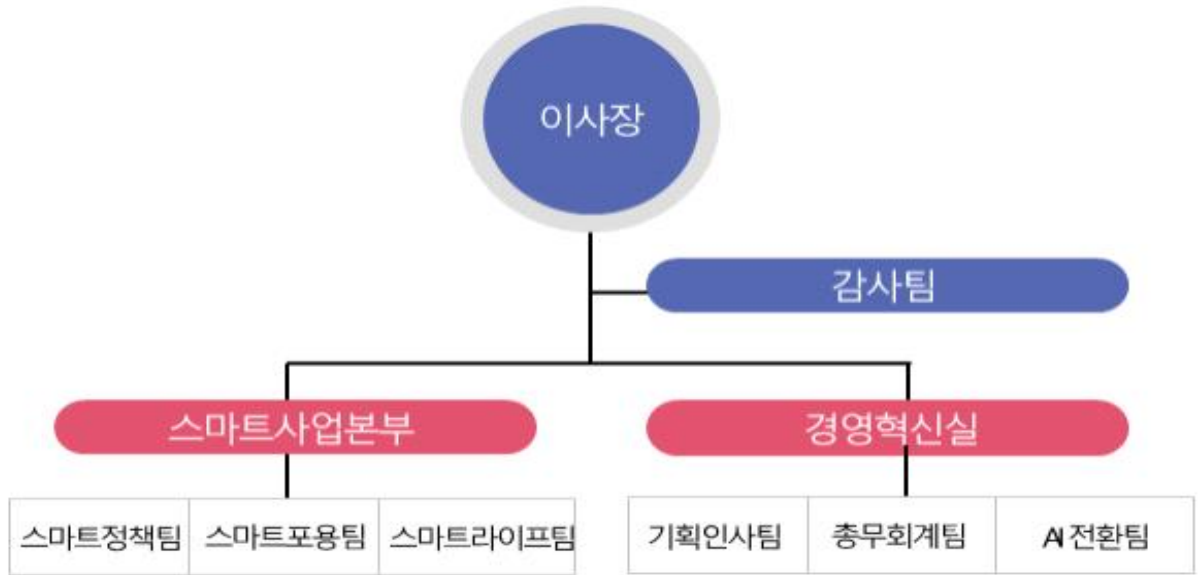 이사장
감사팀
스마트사업본부
경영혁신실
스마트정책팀 스마트포용팀 스마트라이프팀
기획인사팀 총무회계팀 AI전환팀